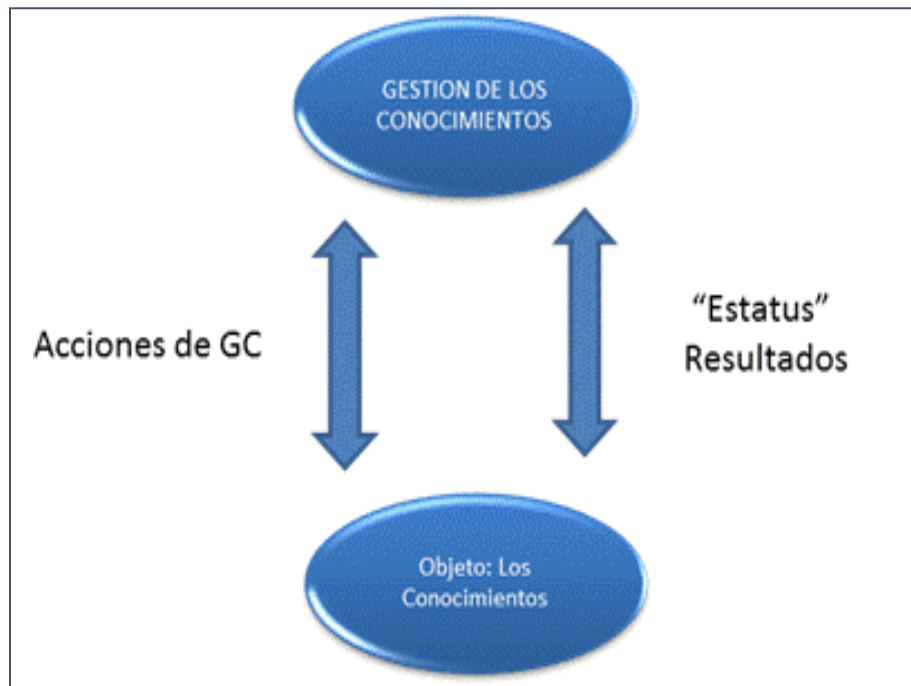 GESTION DE LOS
CONOCIMIENTOS
Acciones de GC
“Estatus”
Resultados
Objeto: Los
Conocimientos